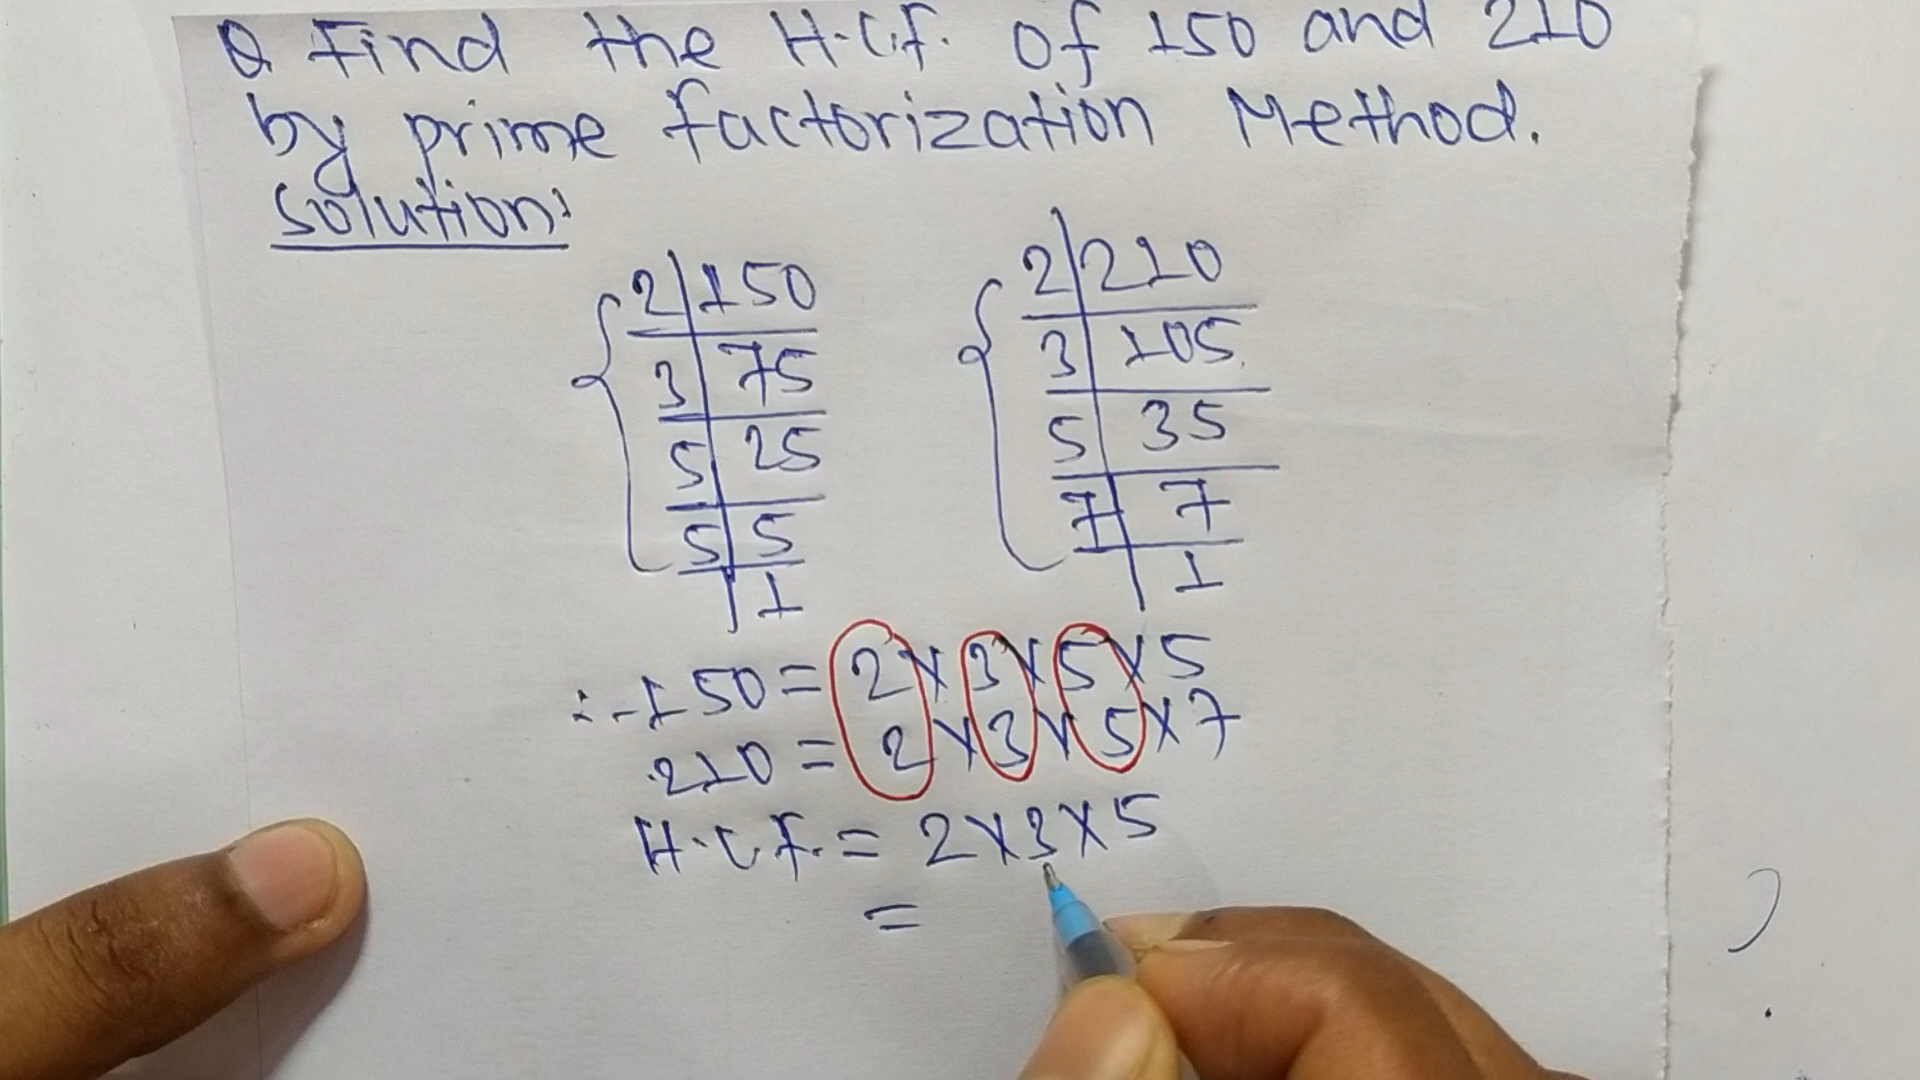 Q Find the H.C.F. of 150 and 210
by prime factorization Method.
Solution:
2 150
3 75
5 25
5 5
1
2 210
3 105
5 35
7 7
1
∴ 150 = 2×3×5×5
210 = 2×3×5×7
H.C.F. = 2×3×5
=